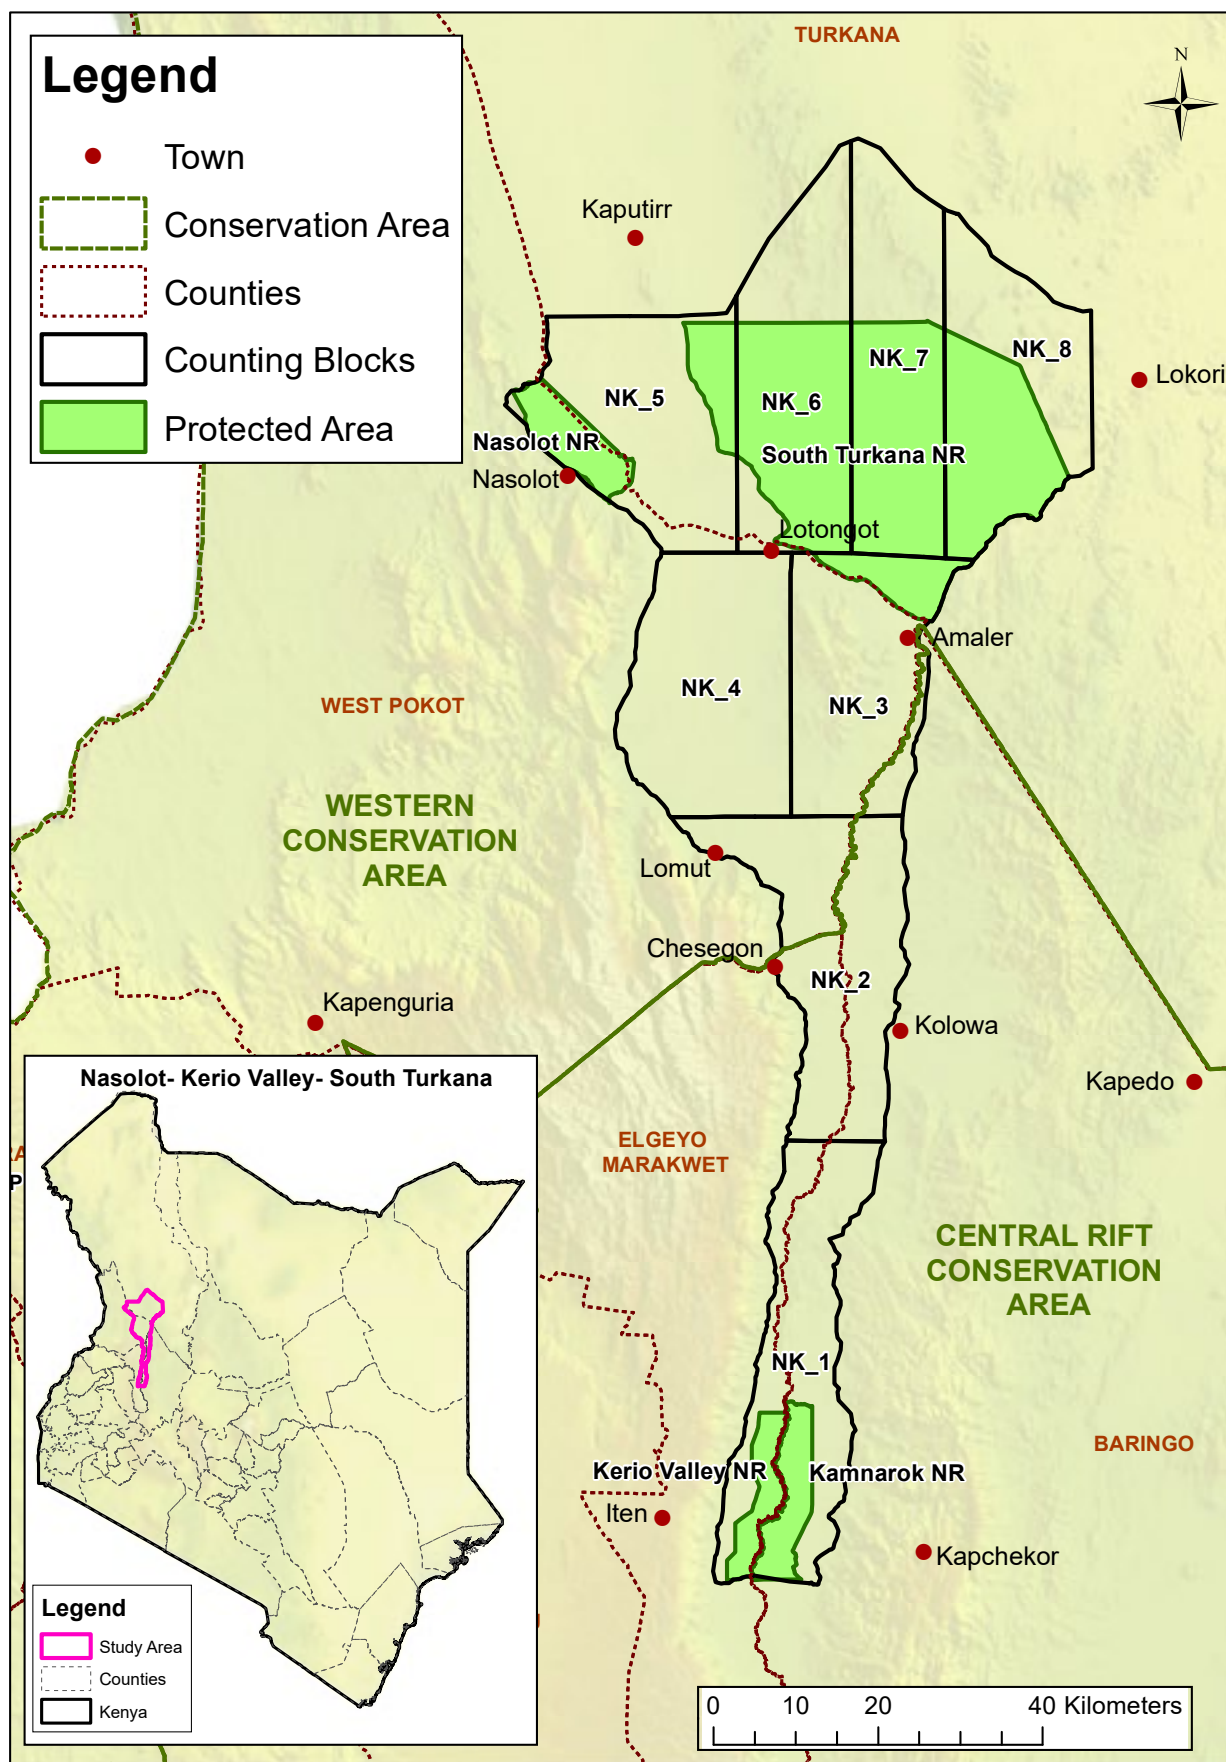 TURKANA
Legend
Town
Conservation Area
Counties
Counting Blocks
Protected Area
N
Kaputirr
NK_8
NK_7
Lokori
NK_5
NK_6
Nasolot NR
South Turkana NR
Nasolot
Lotongot
Amaler
NK_4
NK_3
WEST POKOT
WESTERN
CONSERVATION
AREA
Lomut
Chesegon
NK_2
Kapenguria
Kolowa
Kapedo
ELGEYO
MARAKWET
CENTRAL RIFT
CONSERVATION
AREA
NK_1
BARINGO
Kerio Valley NR
Kamnarok NR
Iten
Kapchekor
Nasolot- Kerio Valley- South Turkana
Legend
Study Area
Counties
Kenya
0 10 20 40 Kilometers